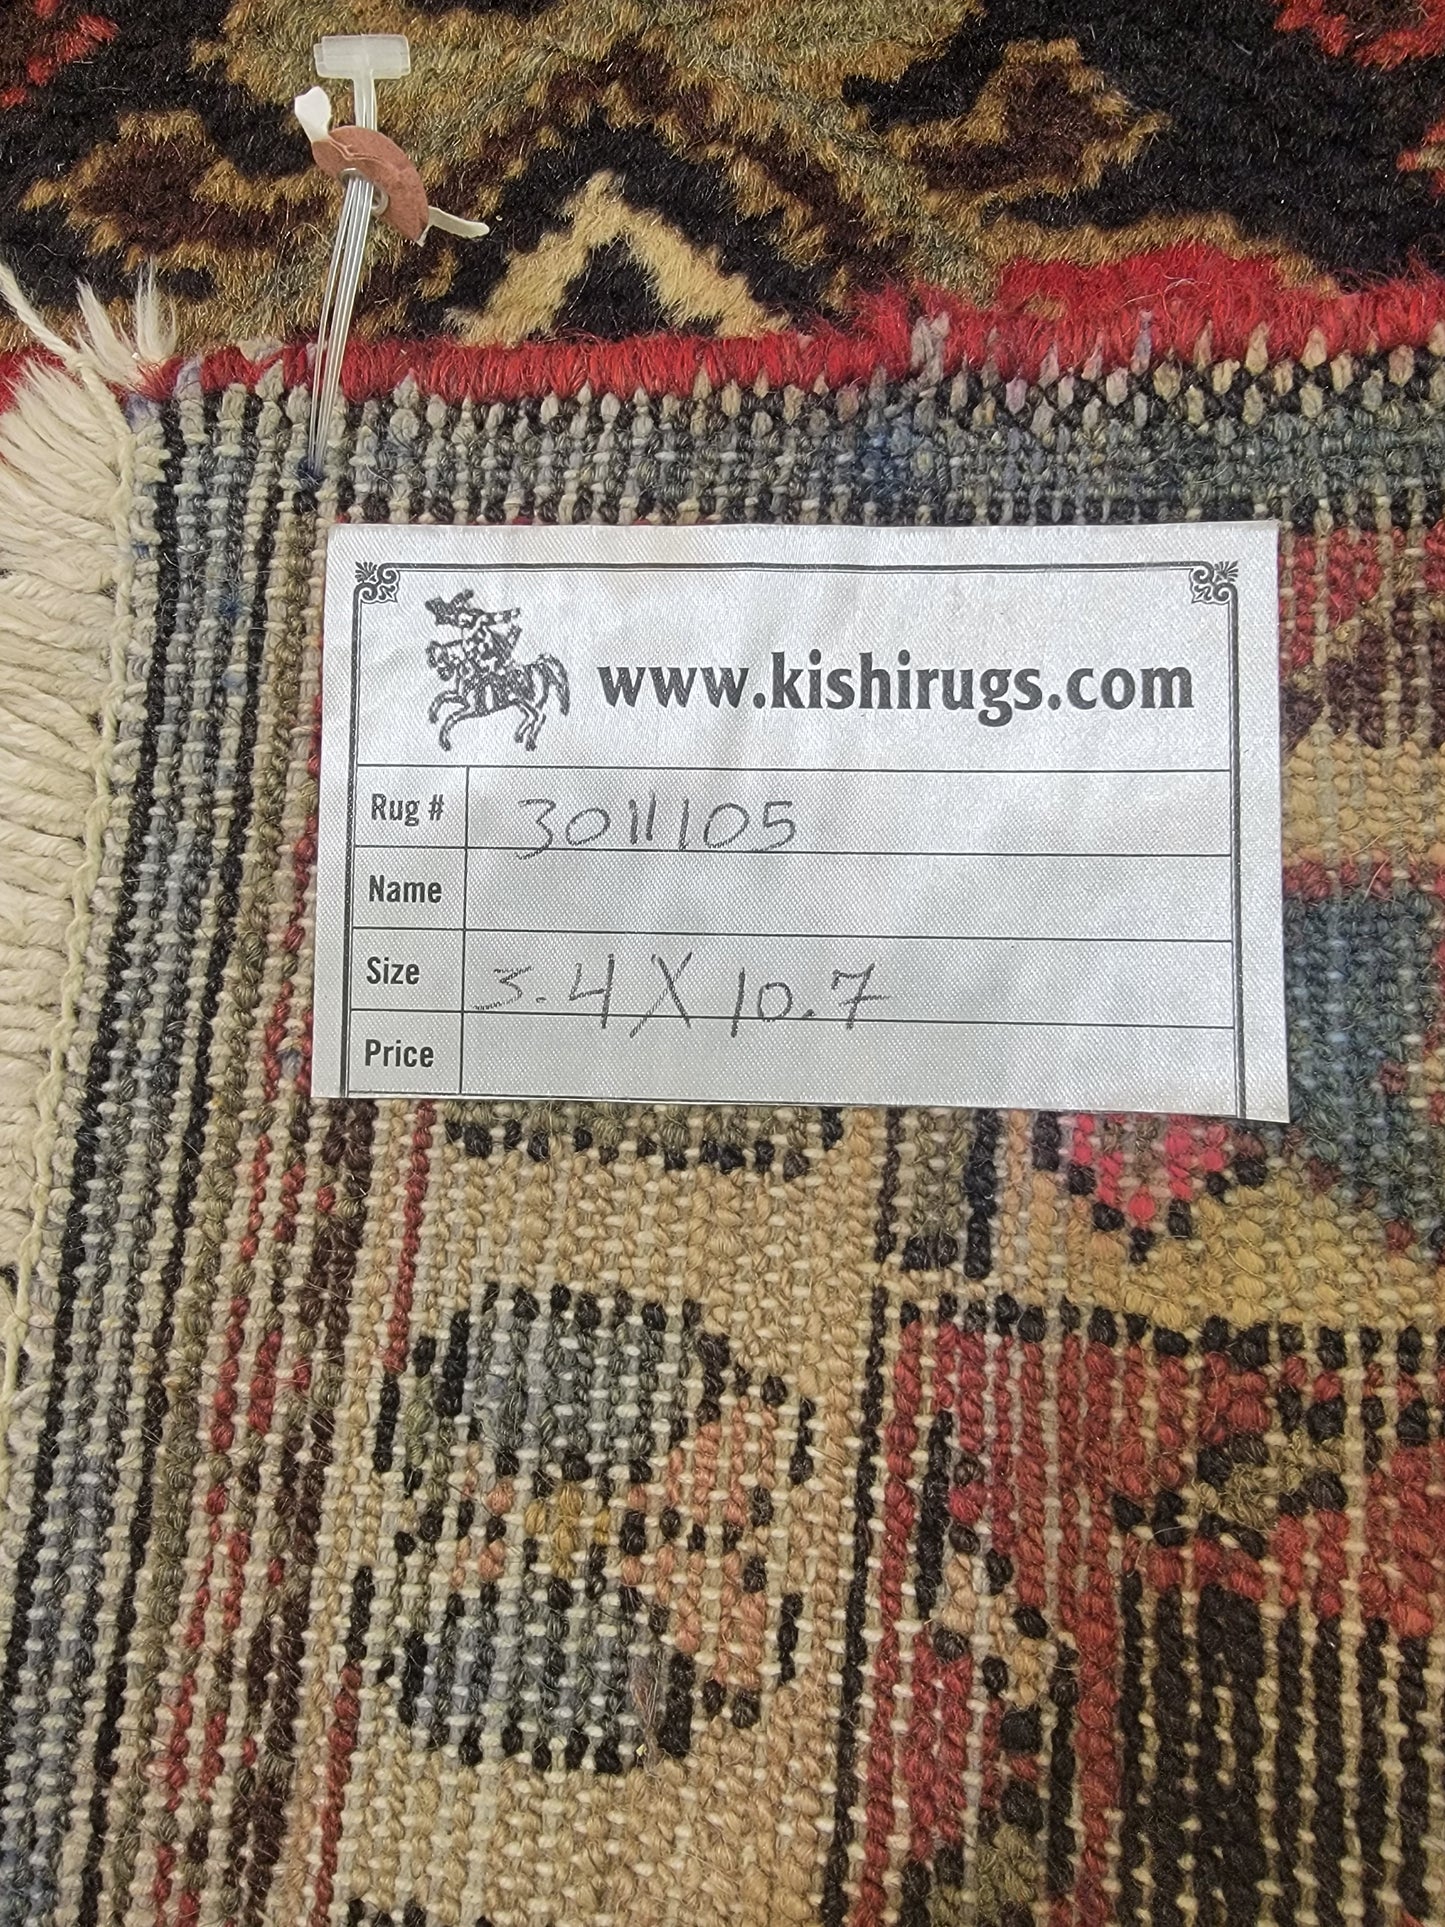 www.kishirugs.com
Rug # 3011105
Name
Size 3.4 X 10.7
Price